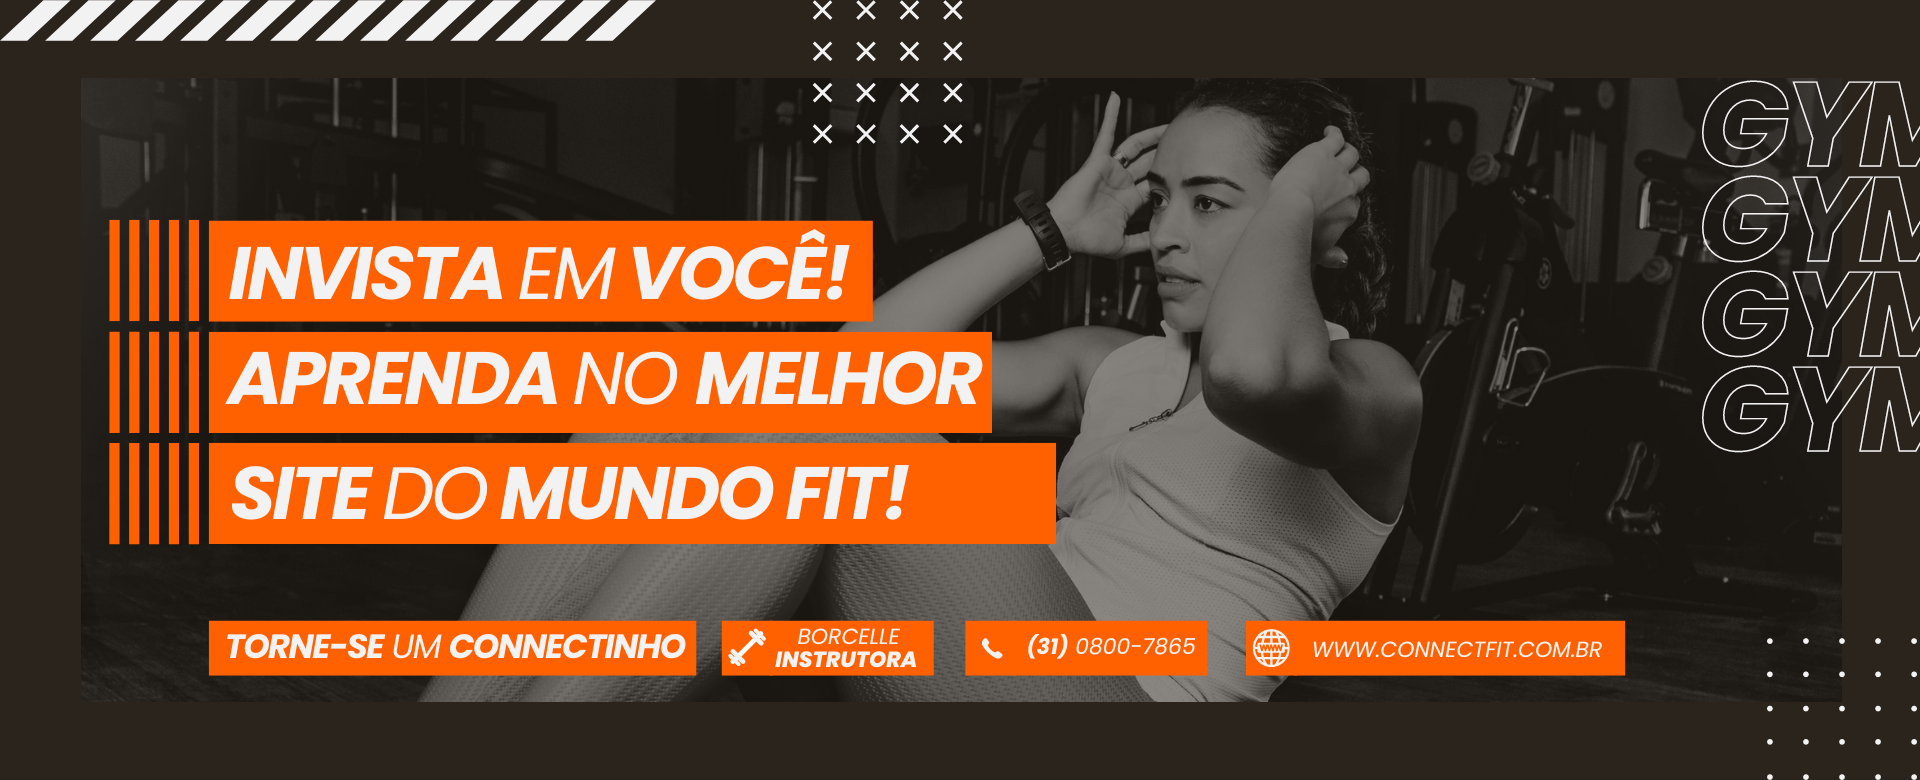 GYM
GYM
GYM
GYM
INVISTA EM VOCÊ!
APRENDA NO MELHOR
SITE DO MUNDO FIT!
TORNE-SE UM CONNECTINHO
BORCELLE
INSTRUTORA
(31) 0800-7865
WWW
WWW.CONNECTFIT.COM.BR